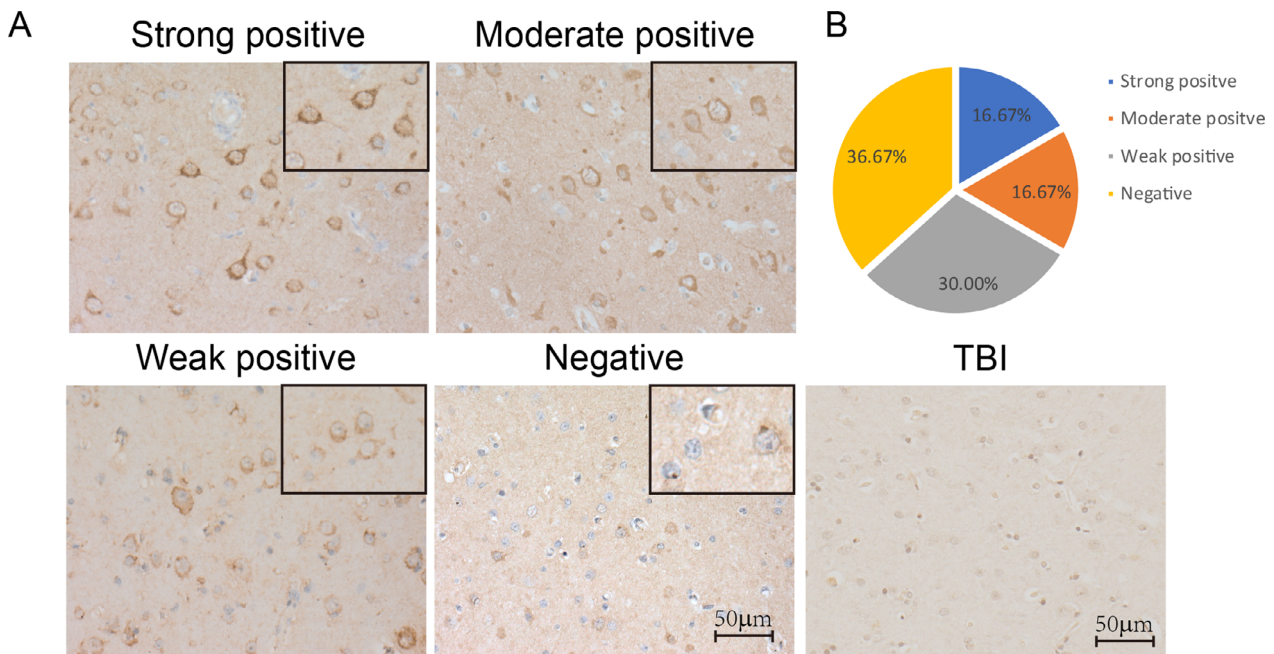 A
Strong positive
Moderate positive
B
16.67%
16.67%
30.00%
36.67%
Strong positve
Moderate positve
Weak positive
Negative
Weak positive
Negative
TBI
50μm
50μm